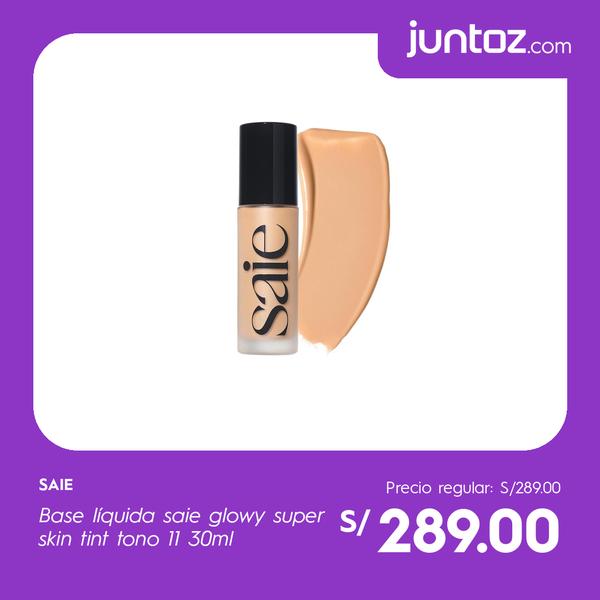 juntoz.com
saie
SAIE
Base líquida saie glowy super
skin tint tono 11 30ml
Precio regular: S/289.00
S/ 289.00